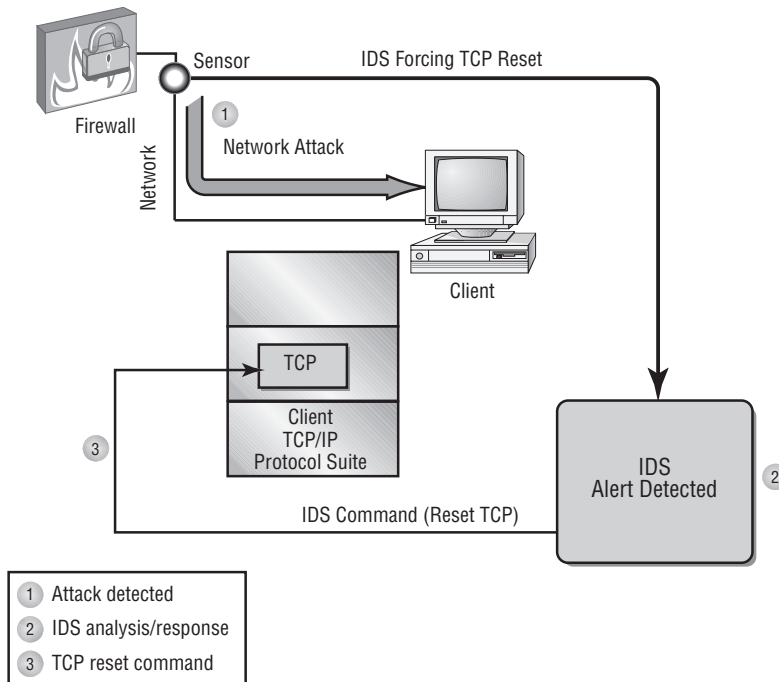 Sensor
IDS Forcing TCP Reset
Firewall
1
Network Attack
Network
Client
TCP
Client
TCP/IP
Protocol Suite
3
IDS
Alert Detected
2
IDS Command (Reset TCP)
1 Attack detected
2 IDS analysis/response
3 TCP reset command